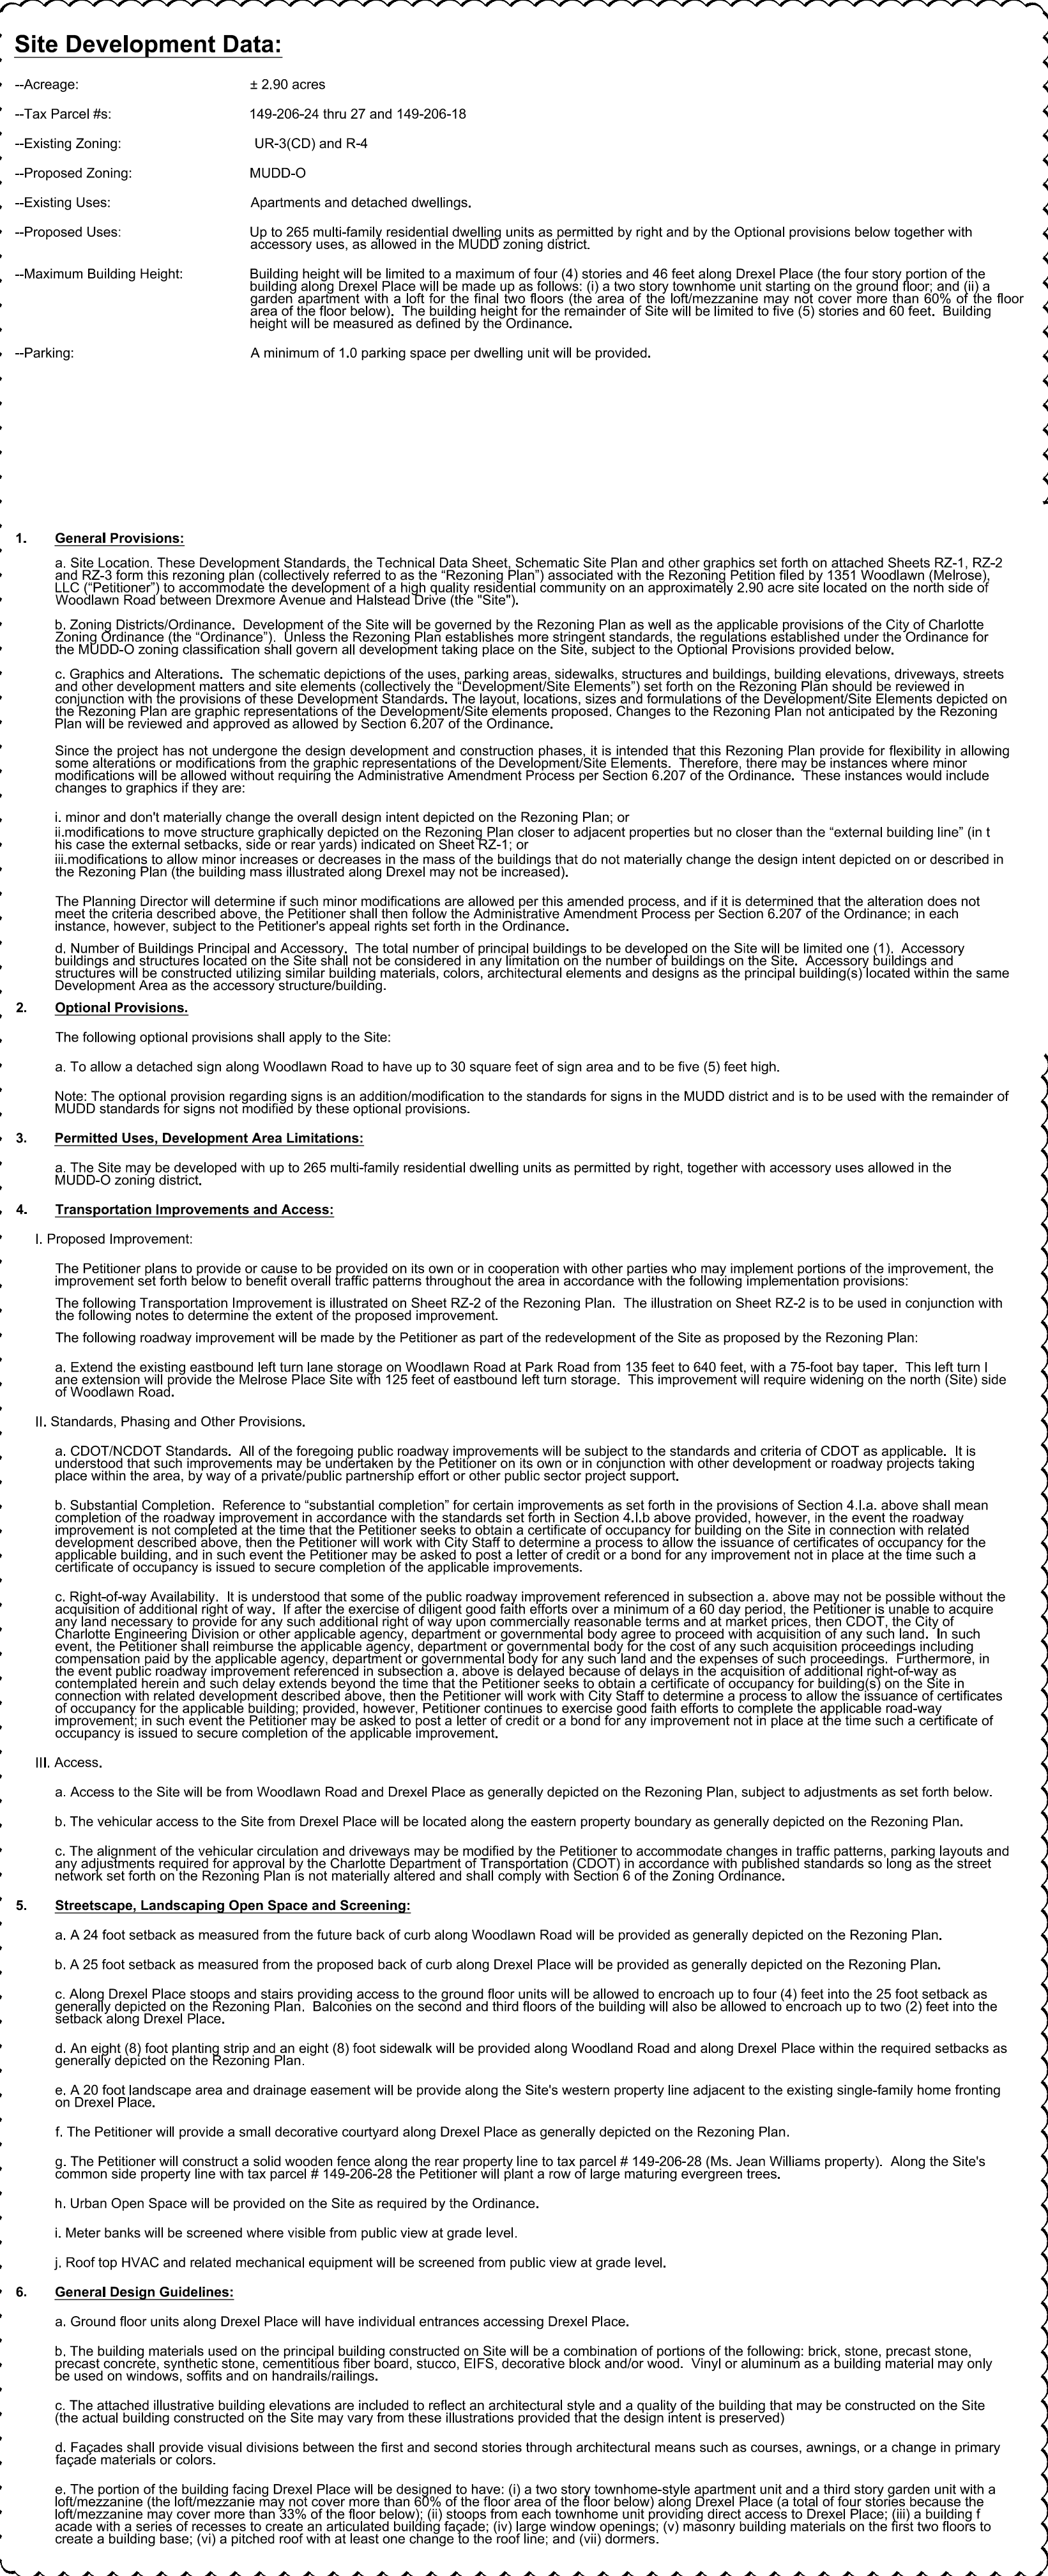 Site Development Data:
--Acreage: ± 2.90 acres
--Tax Parcel #s: 149-206-24 thru 27 and 149-206-18
--Existing Zoning: UR-3(CD) and R-4
--Proposed Zoning: MUDD-O
--Existing Uses: Apartments and detached dwellings.
--Proposed Uses: Up to 265 multi-family residential dwelling units as permitted by right and by the Optional provisions below together with
accessory uses, as allowed in the MUDD zoning district.
--Maximum Building Height: Building height will be limited to a maximum of four (4) stories and 46 feet along Drexel Place (the four story portion of the
building along Drexel Place will be made up as follows: (i) a two story townhome unit starting on the ground floor; and (ii) a
garden apartment with a loft for the final two floors (the area of the loft/mezzanine may not cover more than 60% of the floor
area of the floor below). The building height for the remainder of Site will be limited to five (5) stories and 60 feet. Building
height will be measured as defined by the Ordinance.
--Parking: A minimum of 1.0 parking space per dwelling unit will be provided.
1. General Provisions:
a. Site Location. These Development Standards, the Technical Data Sheet, Schematic Site Plan and other graphics set forth on attached Sheets RZ-1, RZ-2
and RZ-3 form this rezoning plan (collectively referred to as the “Rezoning Plan”) associated with the Rezoning Petition filed by 1351 Woodlawn (Melrose),
LLC (“Petitioner”) to accommodate the development of a high quality residential community on an approximately 2.90 acre site located on the north side of
Woodlawn Road between Drexmore Avenue and Halstead Drive (the "Site").
b. Zoning Districts/Ordinance. Development of the Site will be governed by the Rezoning Plan as well as the applicable provisions of the City of Charlotte
Zoning Ordinance (the “Ordinance”). Unless the Rezoning Plan establishes more stringent standards, the regulations established under the Ordinance for
the MUDD-O zoning classification shall govern all development taking place on the Site, subject to the Optional Provisions provided below.
c. Graphics and Alterations. The schematic depictions of the uses, parking areas, sidewalks, structures and buildings, building elevations, driveways, streets
and other development matters and site elements (collectively the “Development/Site Elements”) set forth on the Rezoning Plan should be reviewed in
conjunction with the provisions of these Development Standards. The layout, locations, sizes and formulations of the Development/Site Elements depicted on
the Rezoning Plan are graphic representations of the Development/Site elements proposed. Changes to the Rezoning Plan not anticipated by the Rezoning
Plan will be reviewed and approved as allowed by Section 6.207 of the Ordinance.
Since the project has not undergone the design development and construction phases, it is intended that this Rezoning Plan provide for flexibility in allowing
some alterations or modifications from the graphic representations of the Development/Site Elements. Therefore, there may be instances where minor
modifications will be allowed without requiring the Administrative Amendment Process per Section 6.207 of the Ordinance. These instances would include
changes to graphics if they are:
i. minor and don't materially change the overall design intent depicted on the Rezoning Plan; or
ii.modifications to move structure graphically depicted on the Rezoning Plan closer to adjacent properties but no closer than the “external building line” (in t
his case the external setbacks, side or rear yards) indicated on Sheet RZ-1; or
iii.modifications to allow minor increases or decreases in the mass of the buildings that do not materially change the design intent depicted on or described in
the Rezoning Plan (the building mass illustrated along Drexel may not be increased).
The Planning Director will determine if such minor modifications are allowed per this amended process, and if it is determined that the alteration does not
meet the criteria described above, the Petitioner shall then follow the Administrative Amendment Process per Section 6.207 of the Ordinance; in each
instance, however, subject to the Petitioner's appeal rights set forth in the Ordinance.
d. Number of Buildings Principal and Accessory. The total number of principal buildings to be developed on the Site will be limited one (1). Accessory
buildings and structures located on the Site shall not be considered in any limitation on the number of buildings on the Site. Accessory buildings and
structures will be constructed utilizing similar building materials, colors, architectural elements and designs as the principal building(s) located within the same
Development Area as the accessory structure/building.
2. Optional Provisions.
The following optional provisions shall apply to the Site:
a. To allow a detached sign along Woodlawn Road to have up to 30 square feet of sign area and to be five (5) feet high.
Note: The optional provision regarding signs is an addition/modification to the standards for signs in the MUDD district and is to be used with the remainder of
MUDD standards for signs not modified by these optional provisions.
3. Permitted Uses, Development Area Limitations:
a. The Site may be developed with up to 265 multi-family residential dwelling units as permitted by right, together with accessory uses allowed in the
MUDD-O zoning district.
4. Transportation Improvements and Access:
I. Proposed Improvement:
The Petitioner plans to provide or cause to be provided on its own or in cooperation with other parties who may implement portions of the improvement, the
improvement set forth below to benefit overall traffic patterns throughout the area in accordance with the following implementation provisions:
The following Transportation Improvement is illustrated on Sheet RZ-2 of the Rezoning Plan. The illustration on Sheet RZ-2 is to be used in conjunction with
the following notes to determine the extent of the proposed improvement.
The following roadway improvement will be made by the Petitioner as part of the redevelopment of the Site as proposed by the Rezoning Plan:
a. Extend the existing eastbound left turn lane storage on Woodlawn Road at Park Road from 135 feet to 640 feet, with a 75-foot bay taper. This left turn l
ane extension will provide the Melrose Place Site with 125 feet of eastbound left turn storage. This improvement will require widening on the north (Site) side
of Woodlawn Road.
II. Standards, Phasing and Other Provisions.
a. CDOT/NCDOT Standards. All of the foregoing public roadway improvements will be subject to the standards and criteria of CDOT as applicable. It is
understood that such improvements may be undertaken by the Petitioner on its own or in conjunction with other development or roadway projects taking
place within the area, by way of a private/public partnership effort or other public sector project support.
b. Substantial Completion. Reference to “substantial completion” for certain improvements as set forth in the provisions of Section 4.I.a. above shall mean
completion of the roadway improvement in accordance with the standards set forth in Section 4.I.b above provided, however, in the event the roadway
improvement is not completed at the time that the Petitioner seeks to obtain a certificate of occupancy for building on the Site in connection with related
development described above, then the Petitioner will work with City Staff to determine a process to allow the issuance of certificates of occupancy for the
applicable building, and in such event the Petitioner may be asked to post a letter of credit or a bond for any improvement not in place at the time such a
certificate of occupancy is issued to secure completion of the applicable improvements.
c. Right-of-way Availability. It is understood that some of the public roadway improvement referenced in subsection a. above may not be possible without the
acquisition of additional right of way. If after the exercise of diligent good faith efforts over a minimum of a 60 day period, the Petitioner is unable to acquire
any land necessary to provide for any such additional right of way upon commercially reasonable terms and at market prices, then CDOT, the City of
Charlotte Engineering Division or other applicable agency, department or governmental body agree to proceed with acquisition of any such land. In such
event, the Petitioner shall reimburse the applicable agency, department or governmental body for the cost of any such acquisition proceedings including
compensation paid by the applicable agency, department or governmental body for any such land and the expenses of such proceedings. Furthermore, in
the event public roadway improvement referenced in subsection a. above is delayed because of delays in the acquisition of additional right-of-way as
contemplated herein and such delay extends beyond the time that the Petitioner seeks to obtain a certificate of occupancy for building(s) on the Site in
connection with related development described above, then the Petitioner will work with City Staff to determine a process to allow the issuance of certificates
of occupancy for the applicable building; provided, however, Petitioner continues to exercise good faith efforts to complete the applicable road-way
improvement; in such event the Petitioner may be asked to post a letter of credit or a bond for any improvement not in place at the time such a certificate of
occupancy is issued to secure completion of the applicable improvement.
III. Access.
a. Access to the Site will be from Woodlawn Road and Drexel Place as generally depicted on the Rezoning Plan, subject to adjustments as set forth below.
b. The vehicular access to the Site from Drexel Place will be located along the eastern property boundary as generally depicted on the Rezoning Plan.
c. The alignment of the vehicular circulation and driveways may be modified by the Petitioner to accommodate changes in traffic patterns, parking layouts and
any adjustments required for approval by the Charlotte Department of Transportation (CDOT) in accordance with published standards so long as the street
network set forth on the Rezoning Plan is not materially altered and shall comply with Section 6 of the Zoning Ordinance.
5. Streetscape, Landscaping Open Space and Screening:
a. A 24 foot setback as measured from the future back of curb along Woodlawn Road will be provided as generally depicted on the Rezoning Plan.
b. A 25 foot setback as measured from the proposed back of curb along Drexel Place will be provided as generally depicted on the Rezoning Plan.
c. Along Drexel Place stoops and stairs providing access to the ground floor units will be allowed to encroach up to four (4) feet into the 25 foot setback as
generally depicted on the Rezoning Plan. Balconies on the second and third floors of the building will also be allowed to encroach up to two (2) feet into the
setback along Drexel Place.
d. An eight (8) foot planting strip and an eight (8) foot sidewalk will be provided along Woodland Road and along Drexel Place within the required setbacks as
generally depicted on the Rezoning Plan.
e. A 20 foot landscape area and drainage easement will be provide along the Site's western property line adjacent to the existing single-family home fronting
on Drexel Place.
f. The Petitioner will provide a small decorative courtyard along Drexel Place as generally depicted on the Rezoning Plan.
g. The Petitioner will construct a solid wooden fence along the rear property line to tax parcel # 149-206-28 (Ms. Jean Williams property). Along the Site's
common side property line with tax parcel # 149-206-28 the Petitioner will plant a row of large maturing evergreen trees.
h. Urban Open Space will be provided on the Site as required by the Ordinance.
i. Meter banks will be screened where visible from public view at grade level.
j. Roof top HVAC and related mechanical equipment will be screened from public view at grade level.
6. General Design Guidelines:
a. Ground floor units along Drexel Place will have individual entrances accessing Drexel Place.
b. The building materials used on the principal building constructed on Site will be a combination of portions of the following: brick, stone, precast stone,
precast concrete, synthetic stone, cementitious fiber board, stucco, EIFS, decorative block and/or wood. Vinyl or aluminum as a building material may only
be used on windows, soffits and on handrails/railings.
c. The attached illustrative building elevations are included to reflect an architectural style and a quality of the building that may be constructed on the Site
(the actual building constructed on the Site may vary from these illustrations provided that the design intent is preserved)
d. Façades shall provide visual divisions between the first and second stories through architectural means such as courses, awnings, or a change in primary
façade materials or colors.
e. The portion of the building facing Drexel Place will be designed to have: (i) a two story townhome-style apartment unit and a third story garden unit with a
loft/mezzanine (the loft/mezzanie may not cover more than 60% of the floor area of the floor below) along Drexel Place (a total of four stories because the
loft/mezzanine may cover more than 33% of the floor below); (ii) stoops from each townhome unit providing direct access to Drexel Place; (iii) a building f
acade with a series of recesses to create an articulated building façade; (iv) large window openings; (v) masonry building materials on the first two floors to
create a building base; (vi) a pitched roof with at least one change to the roof line; and (vii) dormers.